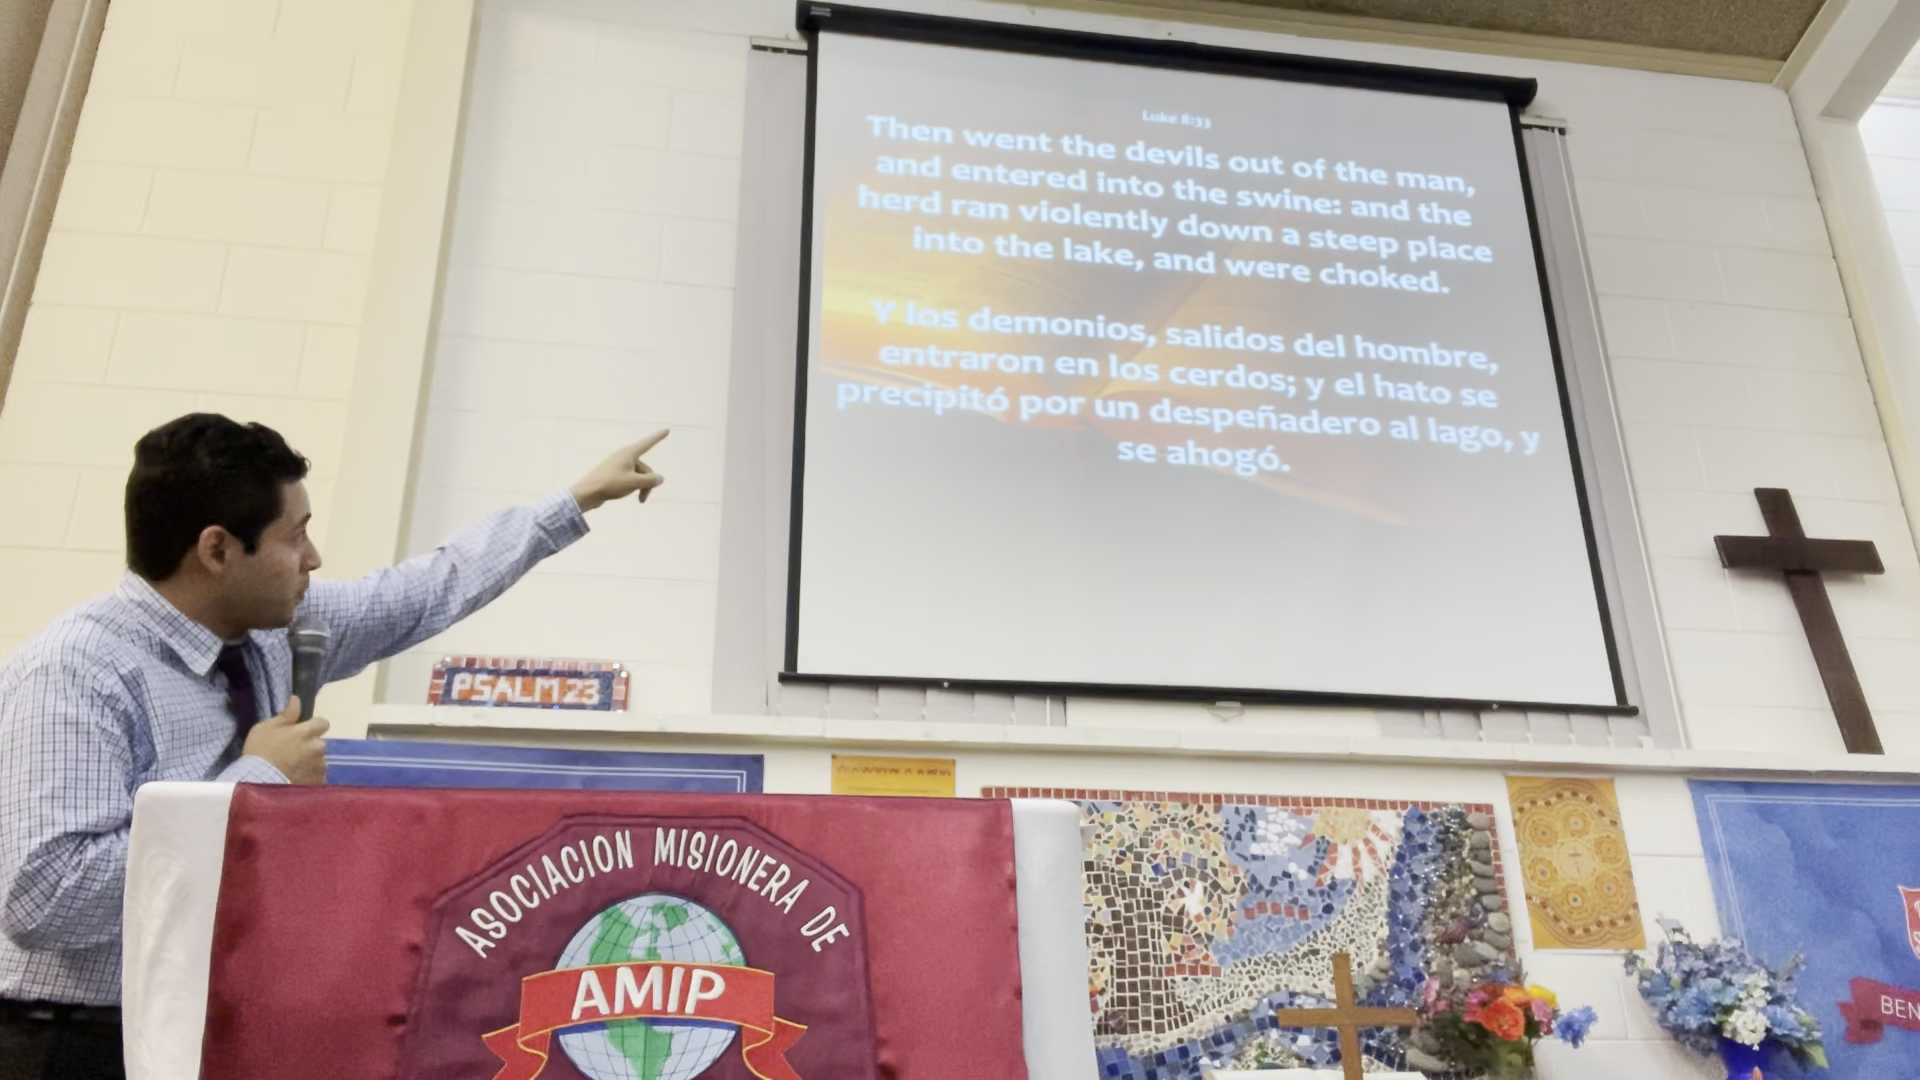 Luke 8:33
Then went the devils out of the man,
and entered into the swine: and the
herd ran violently down a steep place
into the lake, and were choked.
Y los demonios, salidos del hombre,
entraron en los cerdos; y el hato se
precipitó por un despeñadero al lago, y
se ahogó.
PSALM 23
ASOCIACION MISIONERA DE
AMIP
BEN